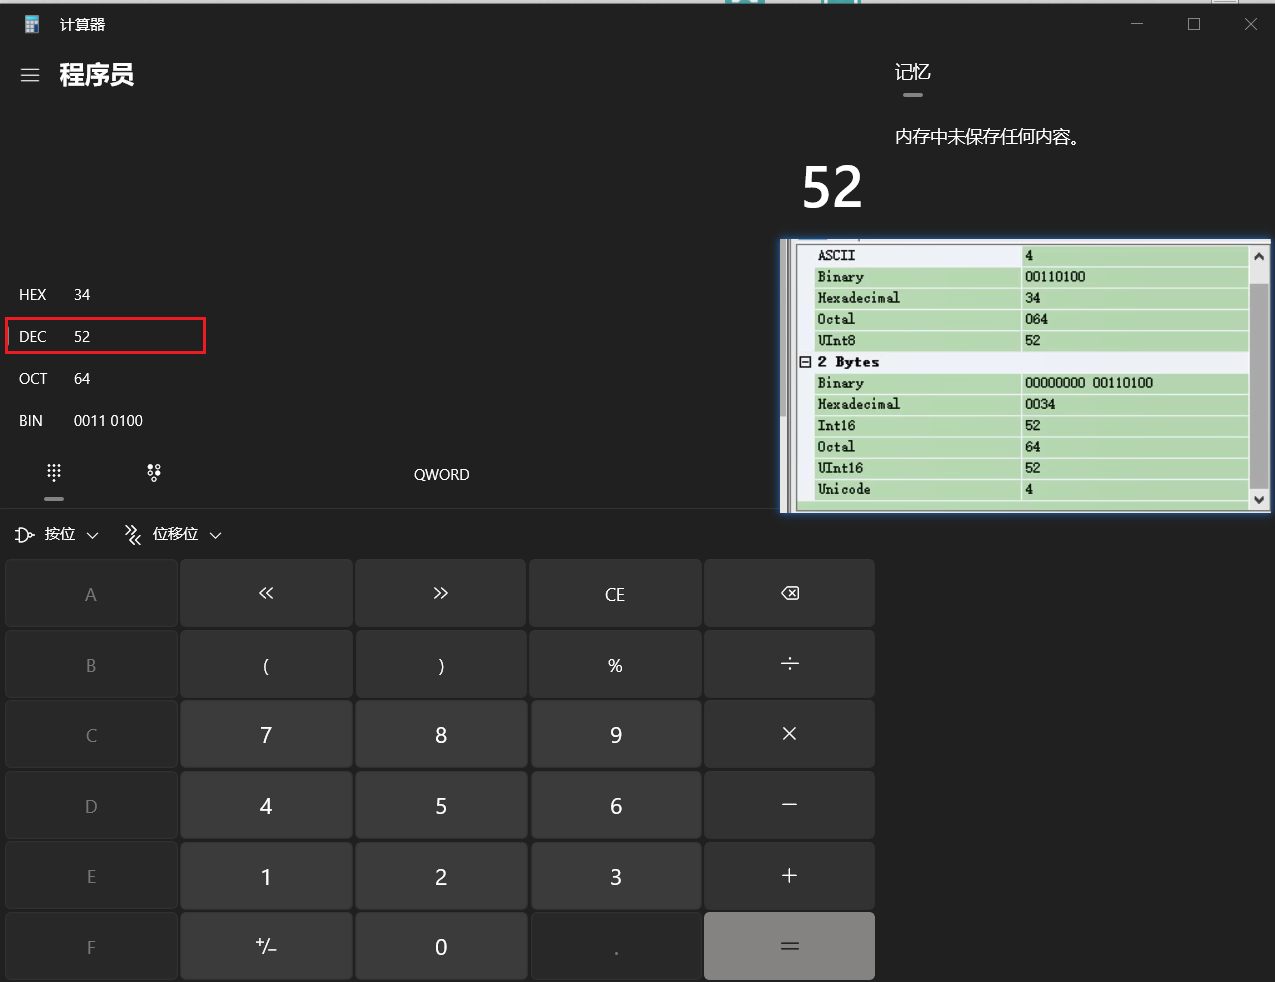 计算器
程序员
记忆
内存中未保存任何内容。
52
HEX 34
DEC 52
OCT 64
BIN 0011 0100
QWORD
ASCII 4
Binary 00110100
Hexadecimal 34
Octal 064
UInt8 52
2 Bytes
Binary 00000000 00110100
Hexadecimal 0034
Int16 52
Octal 64
UInt16 52
Unicode 4
按位 位移位
A « » CE
B ( ) % ÷
C 7 8 9 ×
D 4 5 6 −
E 1 2 3 +
F +/− 0 . =